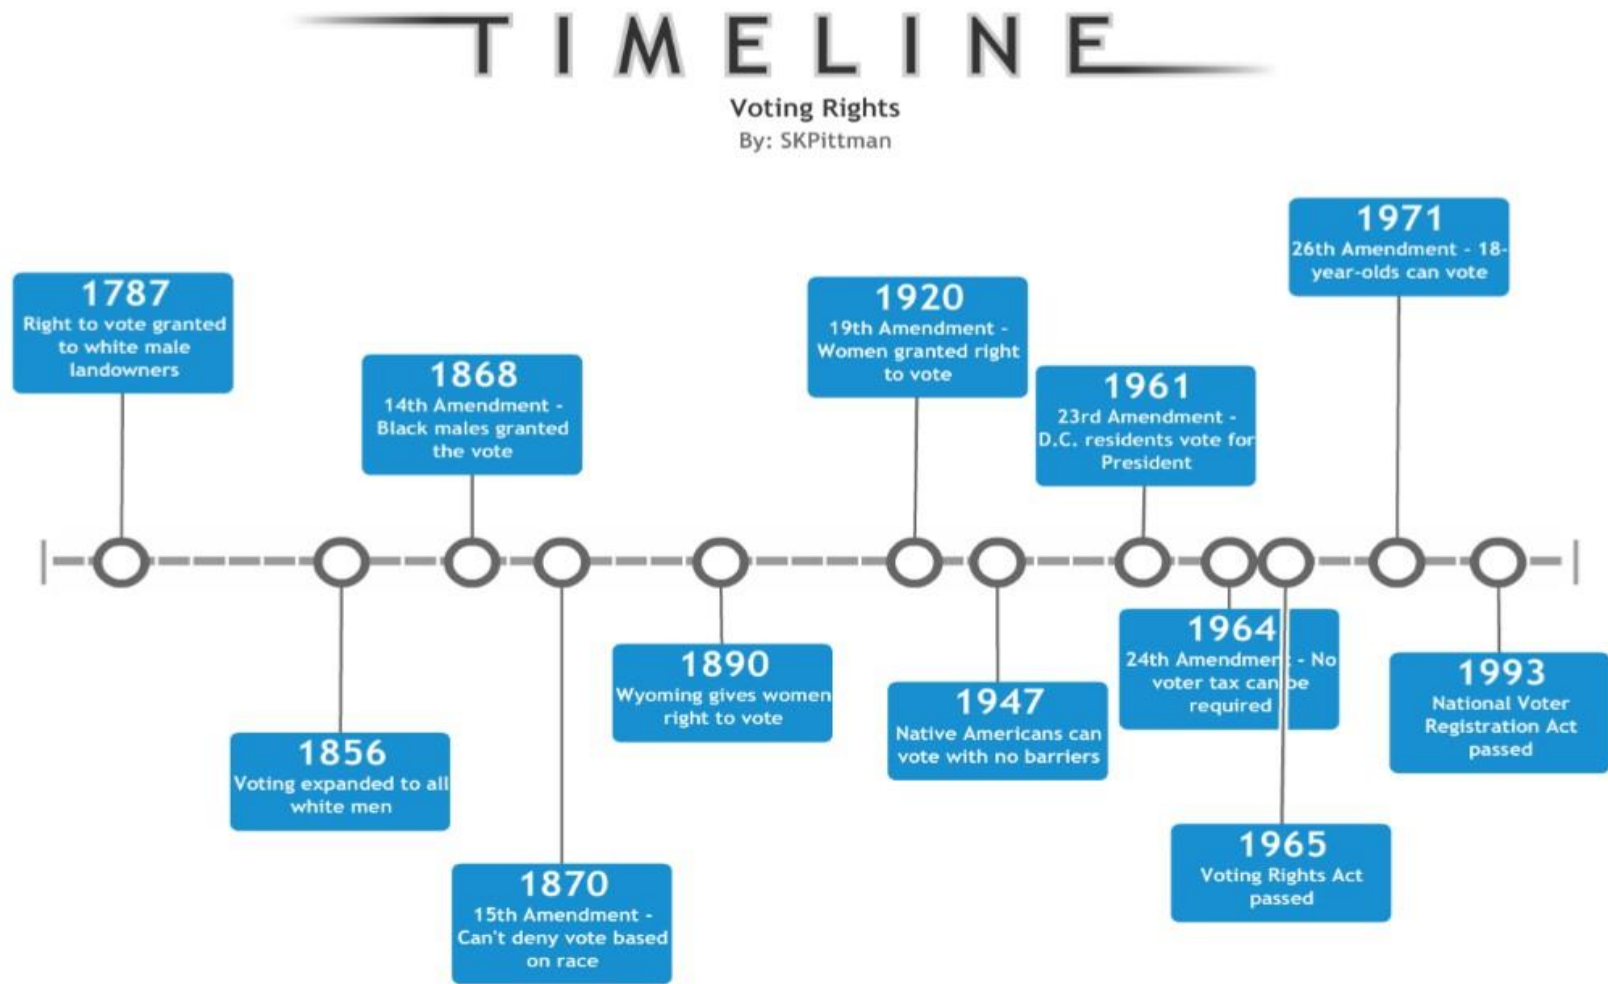 TIMELINE
Voting Rights
By: SKPittman
1787
Right to vote granted
to white male
landowners
1856
Voting expanded to all
white men
1868
14th Amendment -
Black males granted
the vote
1870
15th Amendment -
Can't deny vote based
on race
1890
Wyoming gives women
right to vote
1920
19th Amendment -
Women granted right
to vote
1947
Native Americans can
vote with no barriers
1961
23rd Amendment -
D.C. residents vote for
President
1964
24th Amendment - No
voter tax can be
required
1965
Voting Rights Act
passed
1971
26th Amendment - 18-
year-olds can vote
1993
National Voter
Registration Act
passed